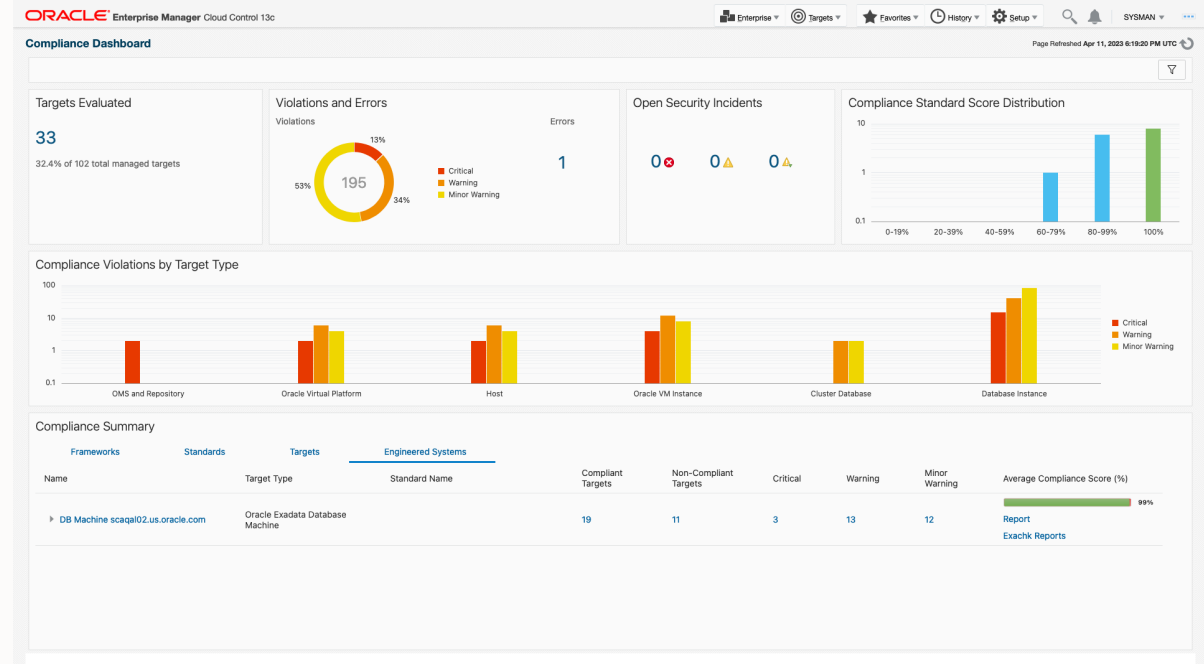 ORACLE Enterprise Manager Cloud Control 13c
Enterprise Targets Favorites History Setup SYSMAN
Compliance Dashboard
Page Refreshed Apr 11, 2023 6:19:20 PM UTC
Targets Evaluated
33
32.4% of 102 total managed targets
Violations and Errors
Violations
Errors
13%
53%
195
34%
Critical
Warning
Minor Warning
1
Open Security Incidents
0 0 0
Compliance Standard Score Distribution
10
1
0.1
0-19% 20-39% 40-59% 60-79% 80-99% 100%
Compliance Violations by Target Type
100
10
1
0.1
OMS and Repository Oracle Virtual Platform Host Oracle VM Instance Cluster Database Database Instance
Critical
Warning
Minor Warning
Compliance Summary
Frameworks Standards Targets Engineered Systems
Name Target Type Standard Name Compliant Targets Non-Compliant Targets Critical Warning Minor Warning Average Compliance Score (%)
DB Machine scaqal02.us.oracle.com Oracle Exadata Database Machine 19 11 3 13 12 99%
Report
Exachk Reports